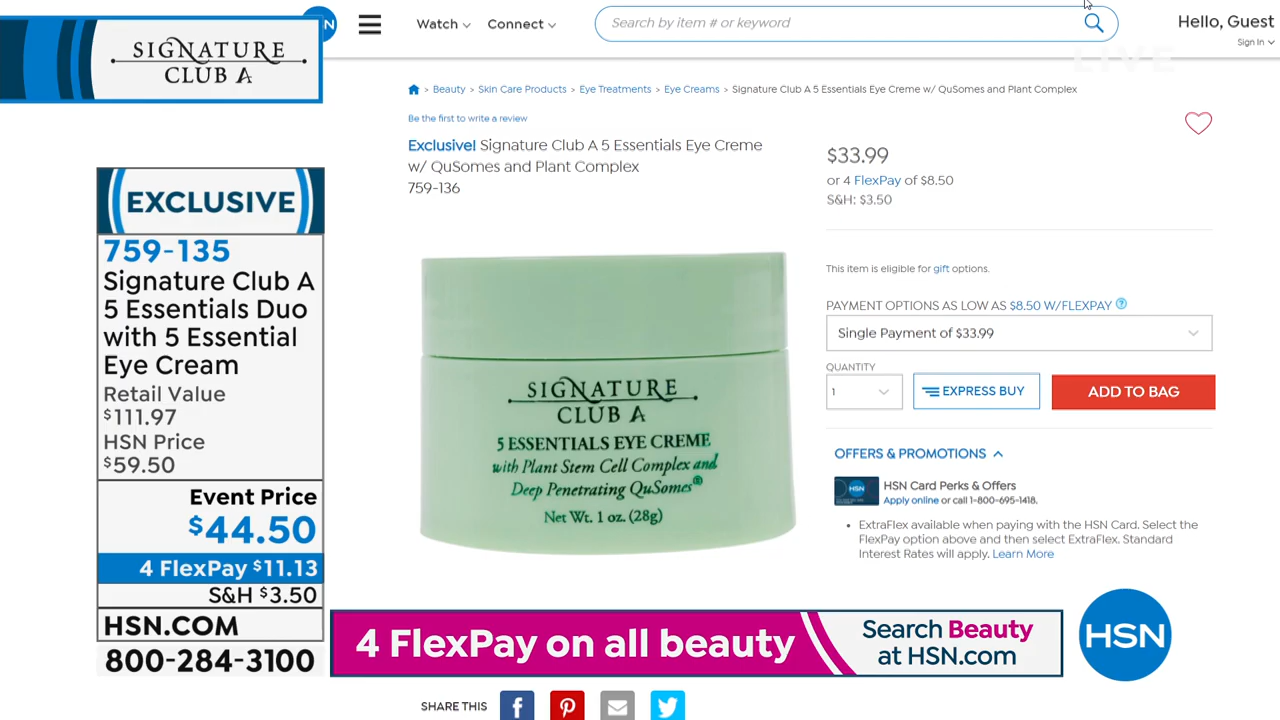 SIGNATURE
CLUB A
Watch
Connect
Search by item # or keyword
Hello, Guest
Sign In
LIVE
> Beauty > Skin Care Products > Eye Treatments > Eye Creams > Signature Club A 5 Essentials Eye Creme w/ QuSomes and Plant Complex
Be the first to write a review
Exclusive! Signature Club A 5 Essentials Eye Creme
w/ QuSomes and Plant Complex
759-136
$33.99
or 4 FlexPay of $8.50
S&H: $3.50
This item is eligible for gift options.
PAYMENT OPTIONS AS LOW AS $8.50 W/FLEXPAY ?
Single Payment of $33.99
QUANTITY
1
EXPRESS BUY
ADD TO BAG
OFFERS & PROMOTIONS
HSN
HSN Card Perks & Offers
Apply online or call 1-800-695-1418.
• ExtraFlex available when paying with the HSN Card. Select the
FlexPay option above and then select ExtraFlex. Standard
Interest Rates will apply. Learn More
SIGNATURE
CLUB A
5 ESSENTIALS EYE CREME
with Plant Stem Cell Complex and
Deep Penetrating QuSomes®
Net Wt. 1 oz. (28g)
EXCLUSIVE
759-135
Signature Club A
5 Essentials Duo
with 5 Essential
Eye Cream
Retail Value
$111.97
HSN Price
$59.50
Event Price
$44.50
4 FlexPay $11.13
S&H $3.50
HSN.COM
800-284-3100
4 FlexPay on all beauty
Search Beauty
at HSN.com
HSN
SHARE THIS